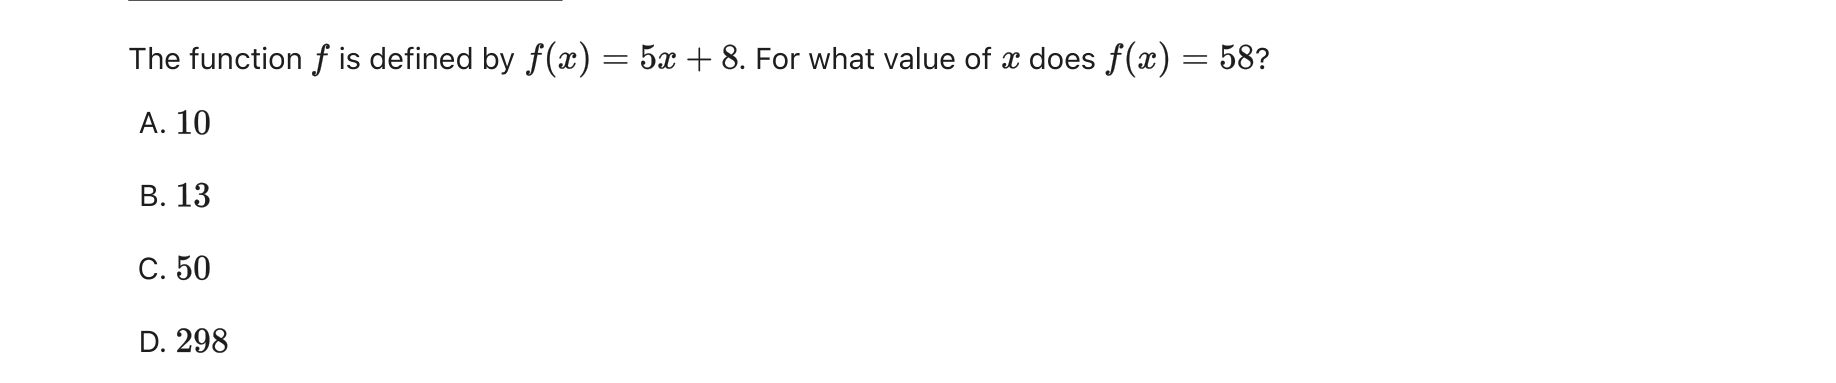 The function f is defined by f(x) = 5x + 8. For what value of x does f(x) = 58?
A. 10
B. 13
C. 50
D. 298